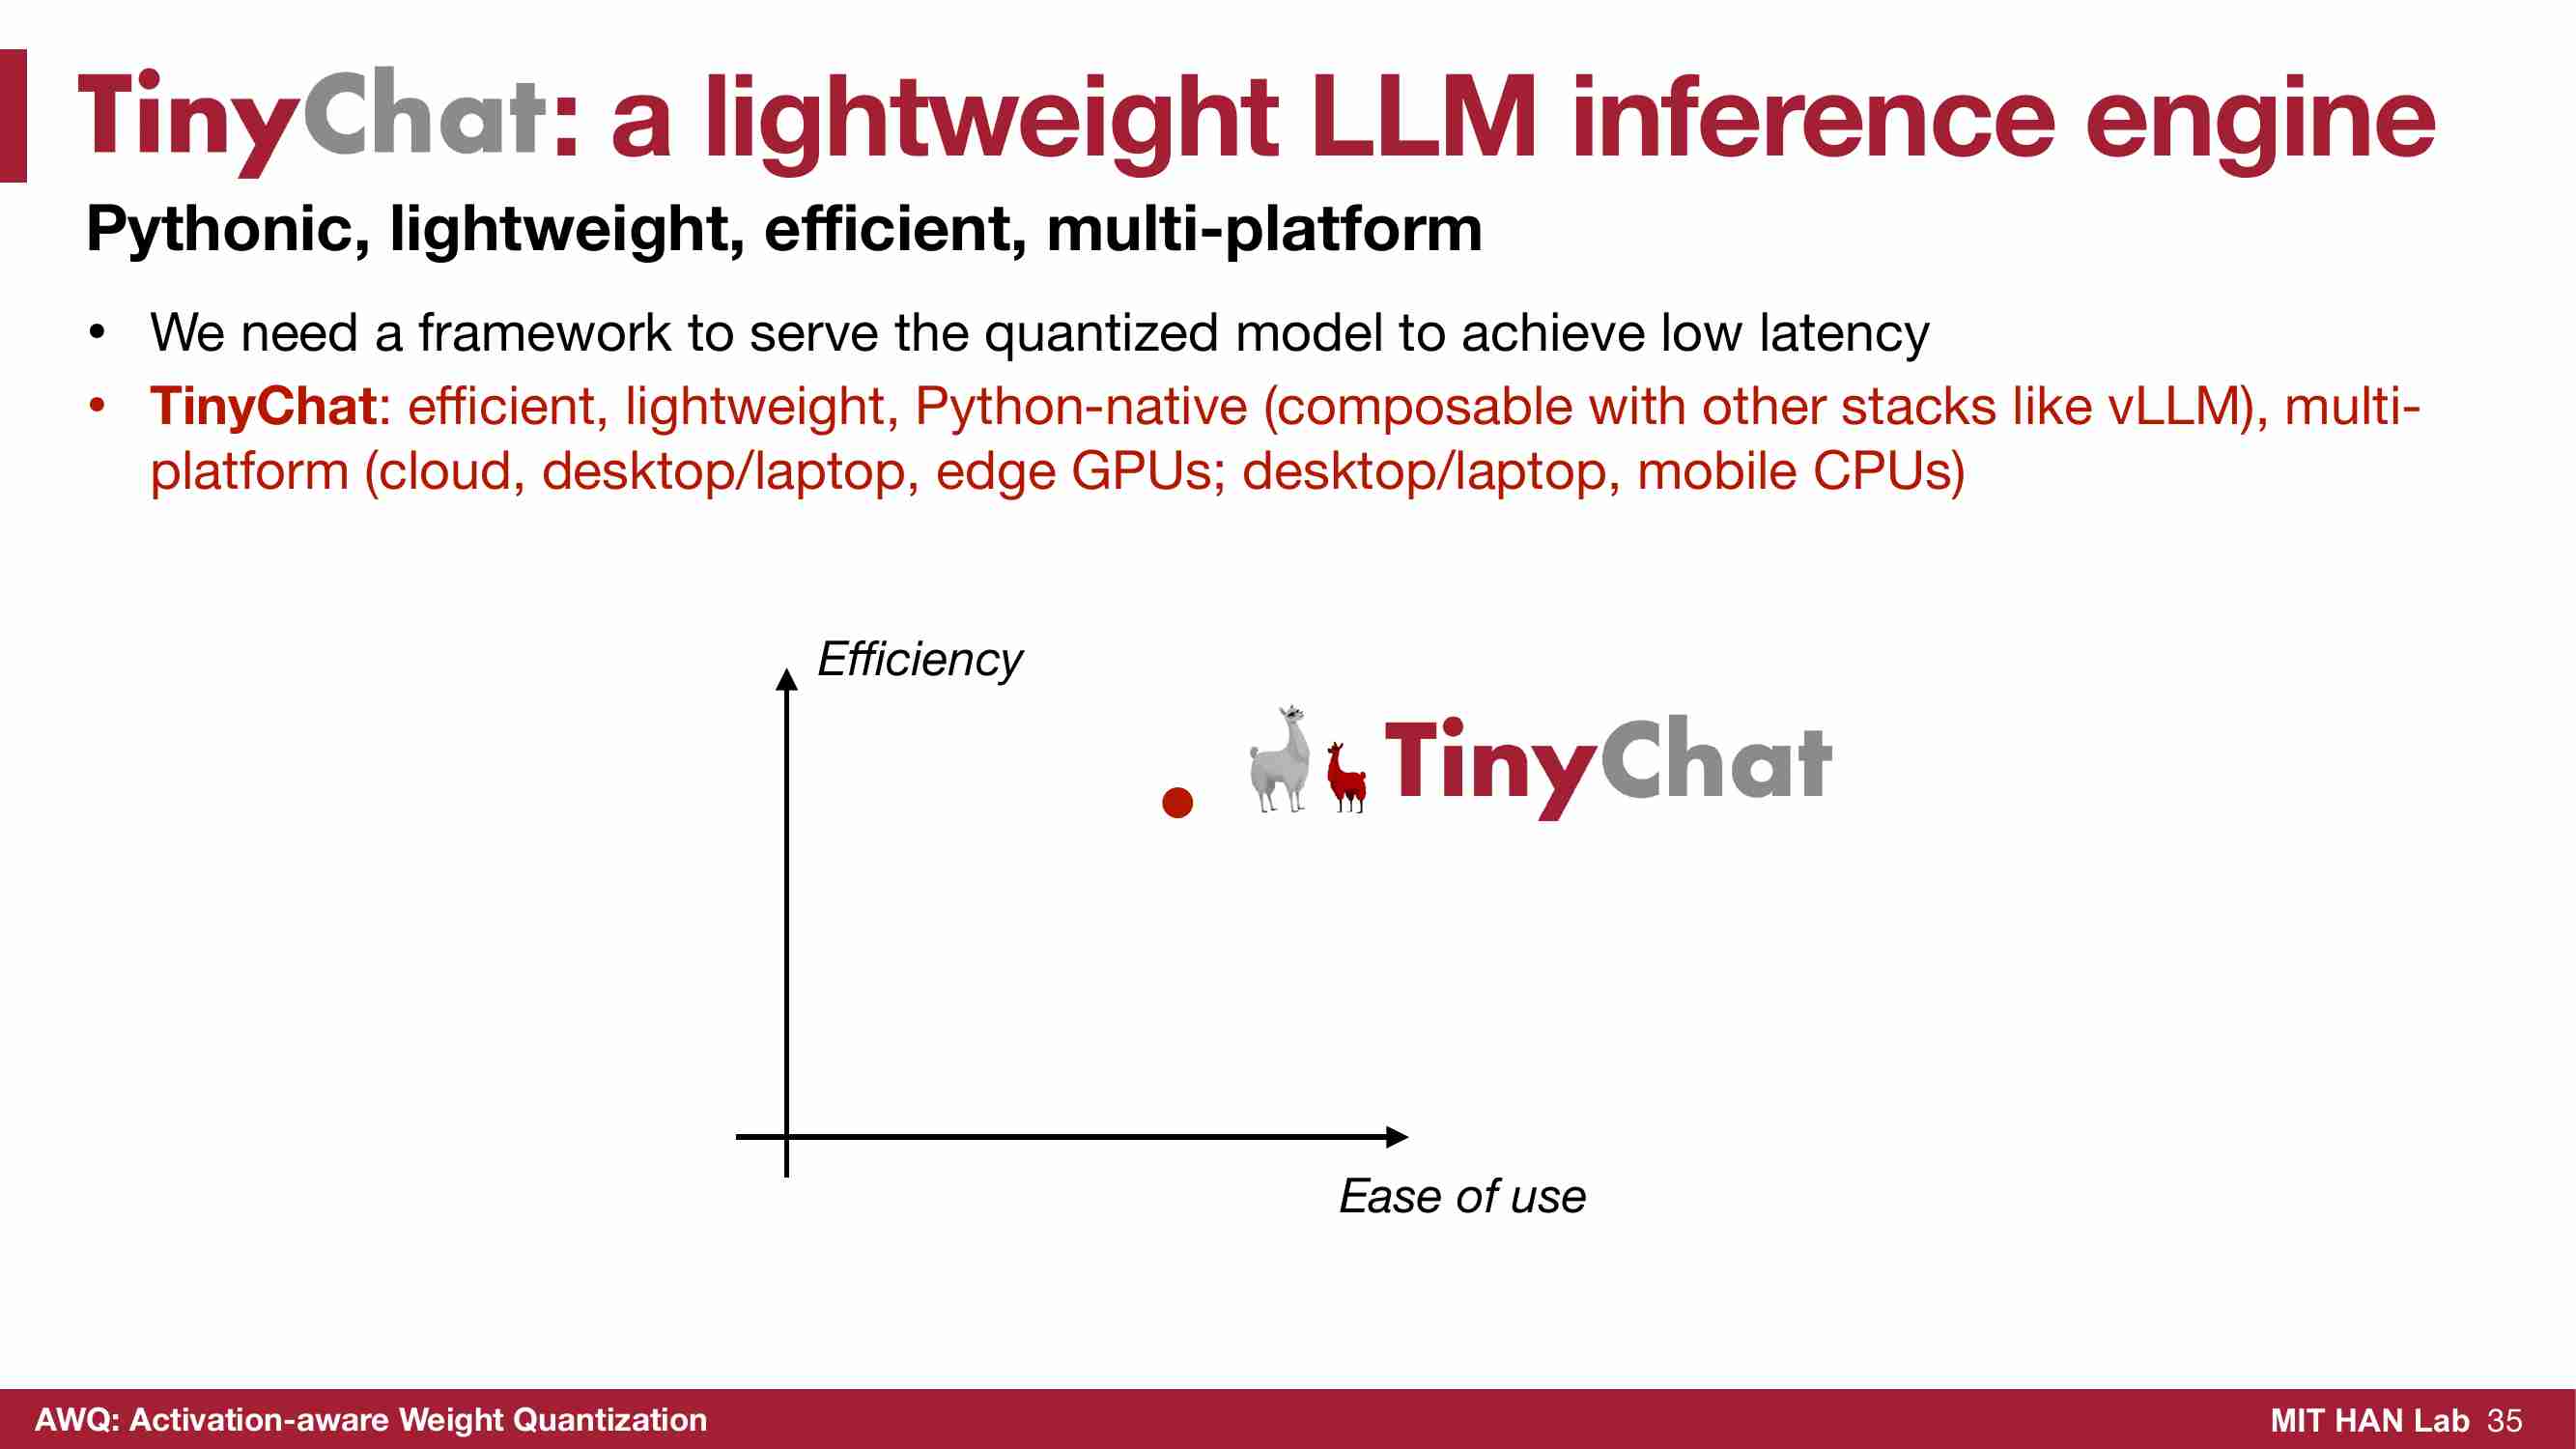 TinyChat: a lightweight LLM inference engine
Pythonic, lightweight, efficient, multi-platform
• We need a framework to serve the quantized model to achieve low latency
• TinyChat: efficient, lightweight, Python-native (composable with other stacks like vLLM), multi-
platform (cloud, desktop/laptop, edge GPUs; desktop/laptop, mobile CPUs)
Efficiency
TinyChat
Ease of use
AWQ: Activation-aware Weight Quantization
MIT HAN Lab 35